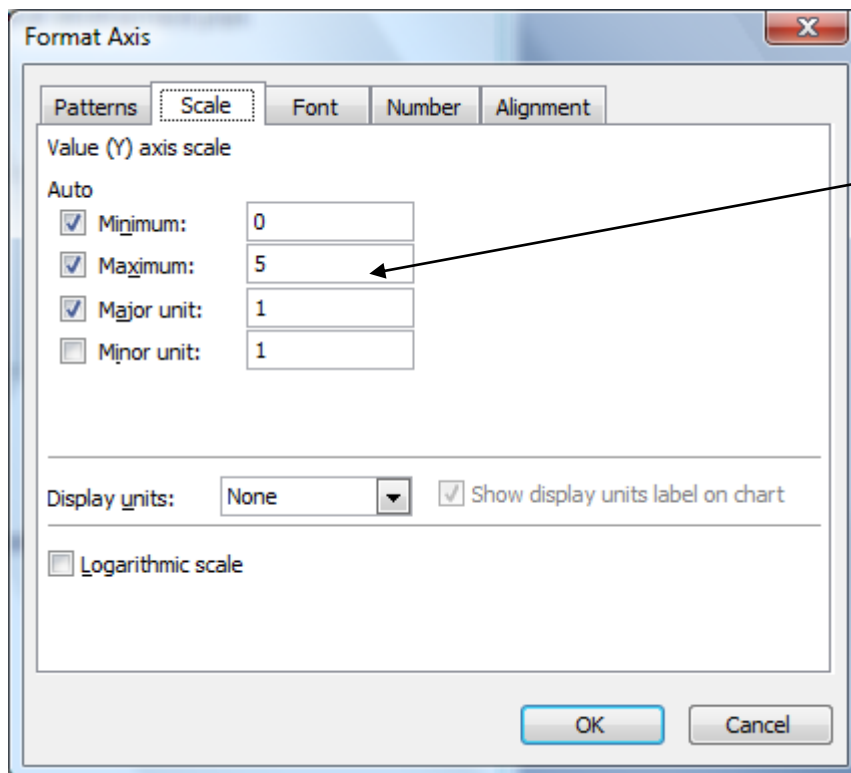 Format Axis
Patterns Scale Font Number Alignment
Value (Y) axis scale
Auto
Minimum: 0
Maximum: 5
Major unit: 1
Minor unit: 1
Display units: None Show display units label on chart
Logarithmic scale
OK Cancel